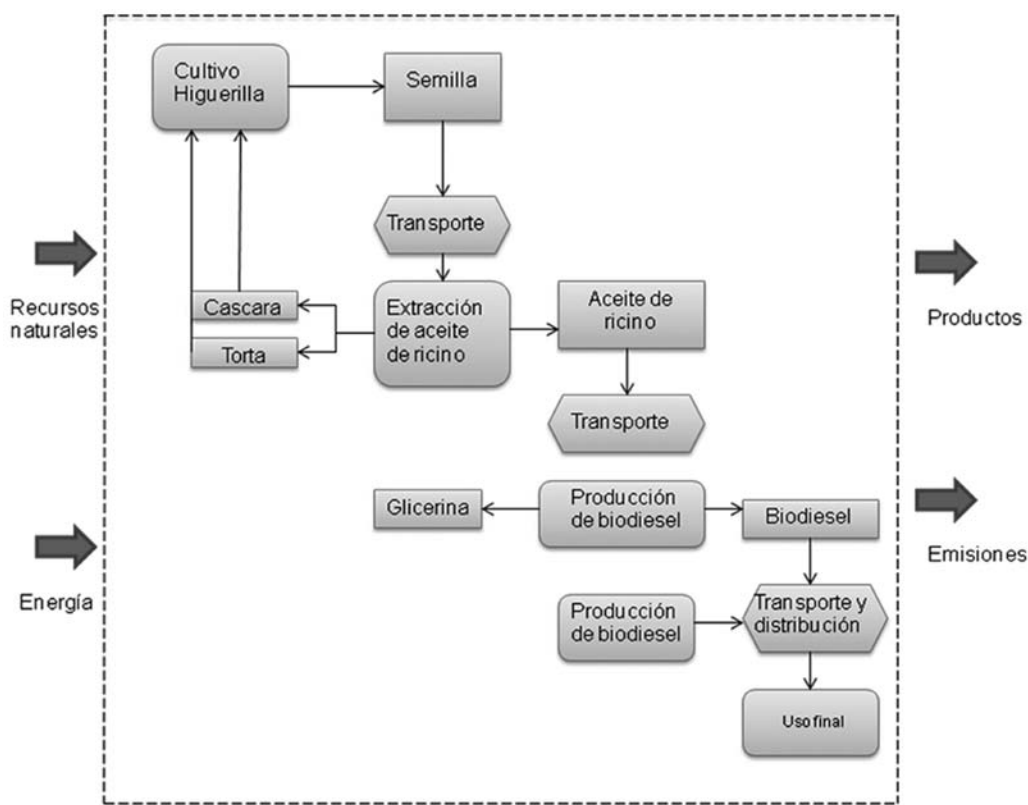 Cultivo
Higuerilla
Semilla
Transporte
Recursos
naturales
Cascara
Torta
Extracción
de aceite
de ricino
Aceite de
ricino
Productos
Transporte
Glicerina
Producción
de biodiesel
Biodiesel
Emisiones
Energía
Producción
de biodiesel
Transporte y
distribución
Uso final